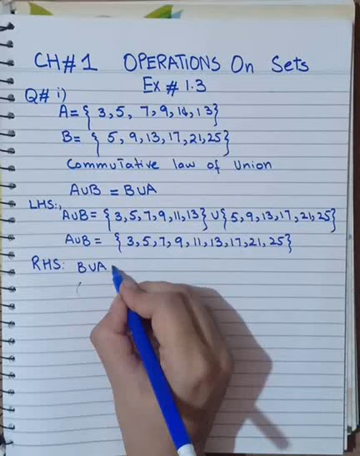 CH#1 OPERATIONS On Sets
Ex # 1.3
Q# i)
A={ 3,5, 7,9,11,13}
B= { 5,9,13,17,21,25}
Commutative law of Union
A∪B = B∪A
LHS:
A∪B= {3,5,7,9,11,13} ∪{5,9,13,17,21,25}
A∪B = {3,5,7,9,11,13,17,21,25}
RHS: B∪A